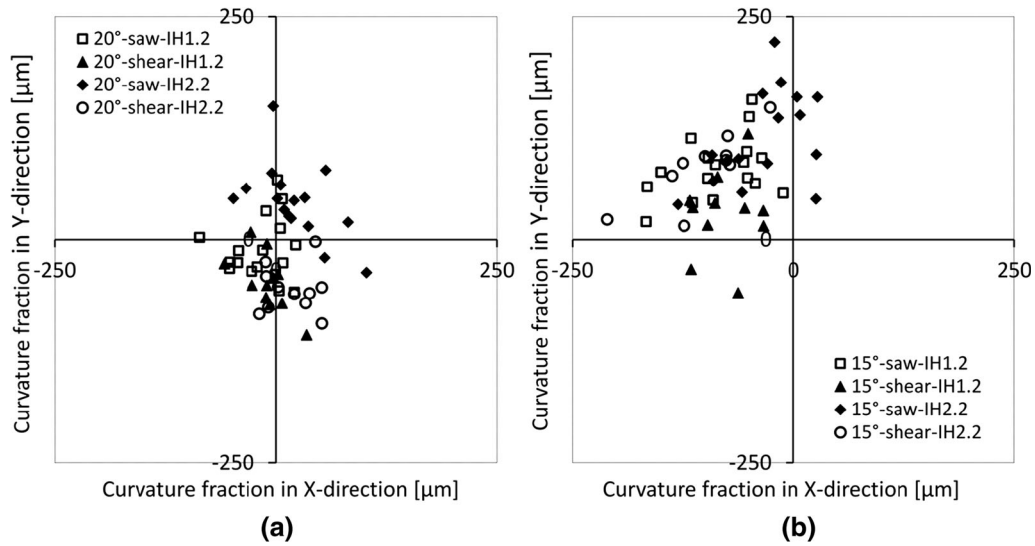 250
20°-saw-IH1.2
20°-shear-IH1.2
20°-saw-IH2.2
20°-shear-IH2.2
Curvature fraction in Y-direction [µm]
0
-250
0
250
-250
Curvature fraction in X-direction [µm]
(a)
250
Curvature fraction in Y-direction [µm]
0
-250
0
250
15°-saw-IH1.2
15°-shear-IH1.2
15°-saw-IH2.2
15°-shear-IH2.2
-250
Curvature fraction in X-direction [µm]
(b)